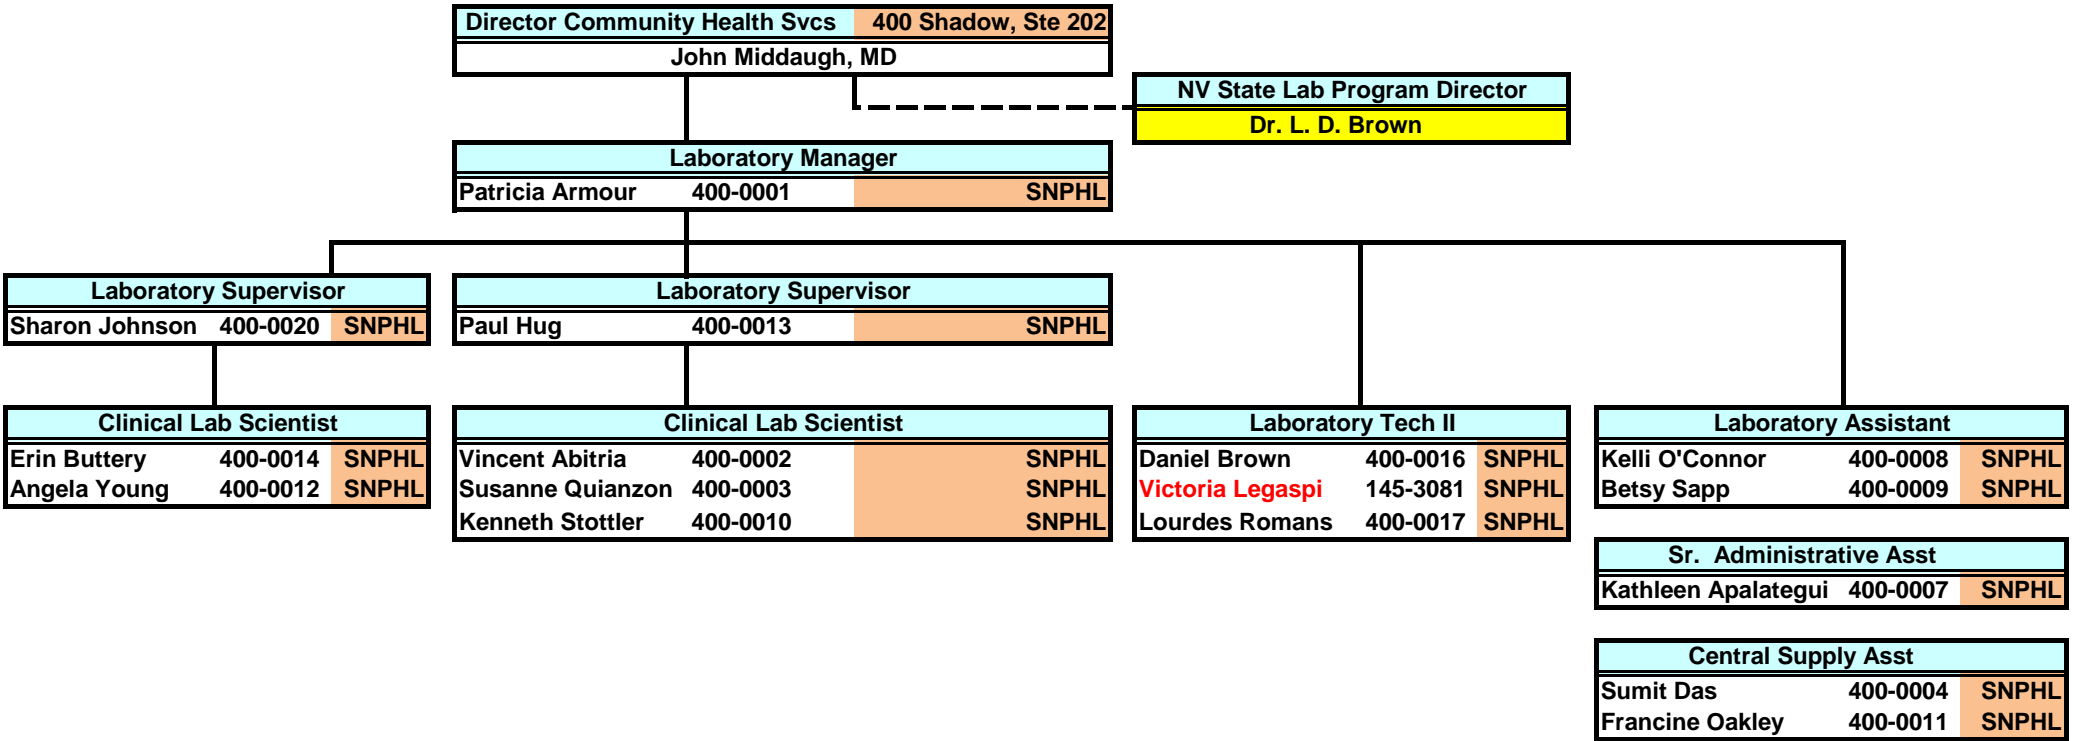 Director Community Health Svcs 400 Shadow, Ste 202
John Middaugh, MD
NV State Lab Program Director
Dr. L. D. Brown
Laboratory Manager
Patricia Armour 400-0001 SNPHL
Laboratory Supervisor
Sharon Johnson 400-0020 SNPHL
Laboratory Supervisor
Paul Hug 400-0013 SNPHL
Clinical Lab Scientist
Erin Buttery 400-0014 SNPHL
Angela Young 400-0012 SNPHL
Clinical Lab Scientist
Vincent Abitria 400-0002 SNPHL
Susanne Quianzon 400-0003 SNPHL
Kenneth Stottler 400-0010 SNPHL
Laboratory Tech II
Daniel Brown 400-0016 SNPHL
Victoria Legaspi 145-3081 SNPHL
Lourdes Romans 400-0017 SNPHL
Laboratory Assistant
Kelli O'Connor 400-0008 SNPHL
Betsy Sapp 400-0009 SNPHL
Sr. Administrative Asst
Kathleen Apalategui 400-0007 SNPHL
Central Supply Asst
Sumit Das 400-0004 SNPHL
Francine Oakley 400-0011 SNPHL